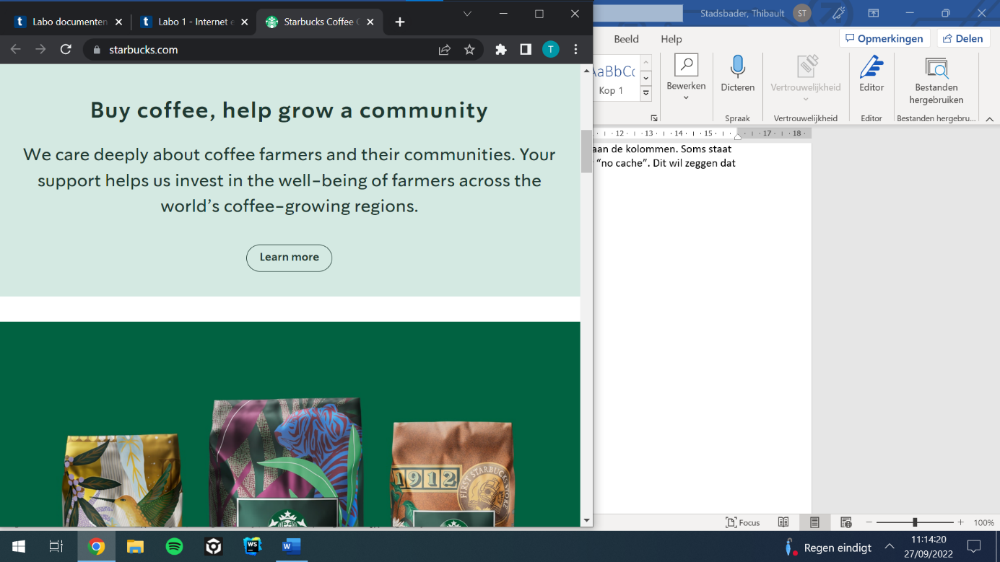 Labo documenten
Labo 1 - Internet e
Starbucks Coffee C
starbucks.com
T
Buy coffee, help grow a community
We care deeply about coffee farmers and their communities. Your
support helps us invest in the well-being of farmers across the
world's coffee-growing regions.
Learn more
1912
FIRST STARBUCKS STORE
Stadsbader, Thibault
ST
Beeld Help
Opmerkingen
Delen
AaBbCc
Kop 1
Bewerken
Dicteren
Vertrouwelijkheid
Editor
Bestanden
hergebruiken
Spraak
Vertrouwelijkheid
Editor
Bestanden hergebru...
12 13 14 15 17 18
aan de kolommen. Soms staat
“no cache”. Dit wil zeggen dat
Focus
100%
WS
W
Regen eindigt
11:14:20
27/09/2022